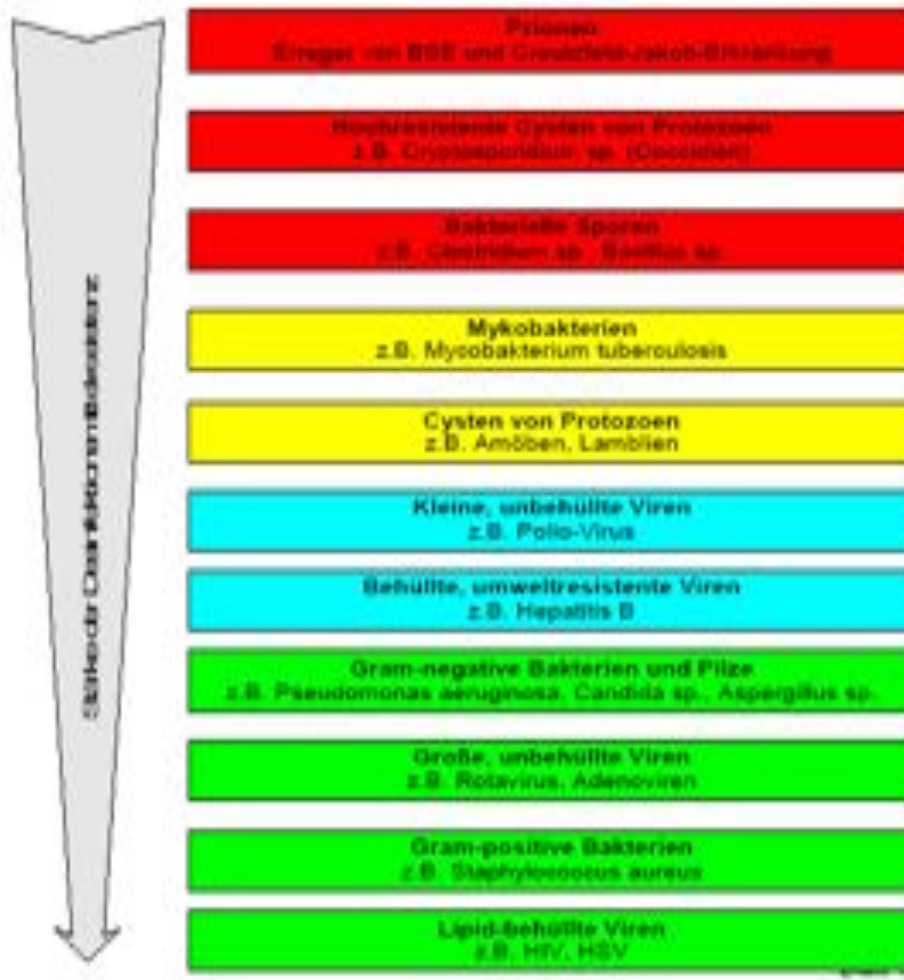 Prionen
Erreger von BSE und Creutzfeld-Jakob-Erkrankung
Hochresistente Cysten von Protozoen
z.B. Cryptosporidium sp. (Coccidien)
Bakterielle Sporen
z.B. Clostridium sp., Bacillus sp.
Mykobakterien
z.B. Mycobakterium tuberculosis
Cysten von Protozoen
z.B. Amöben, Lamblien
Kleine, unbehüllte Viren
z.B. Polio-Virus
Behüllte, umweltresistente Viren
z.B. Hepatitis B
Gram-negative Bakterien und Pilze
z.B. Pseudomonas aeruginosa, Candida sp., Aspergillus sp.
Große, unbehüllte Viren
z.B. Rotavirus, Adenoviren
Gram-positive Bakterien
z.B. Staphylococcus aureus
Lipid-behüllte Viren
z.B. HIV, HSV